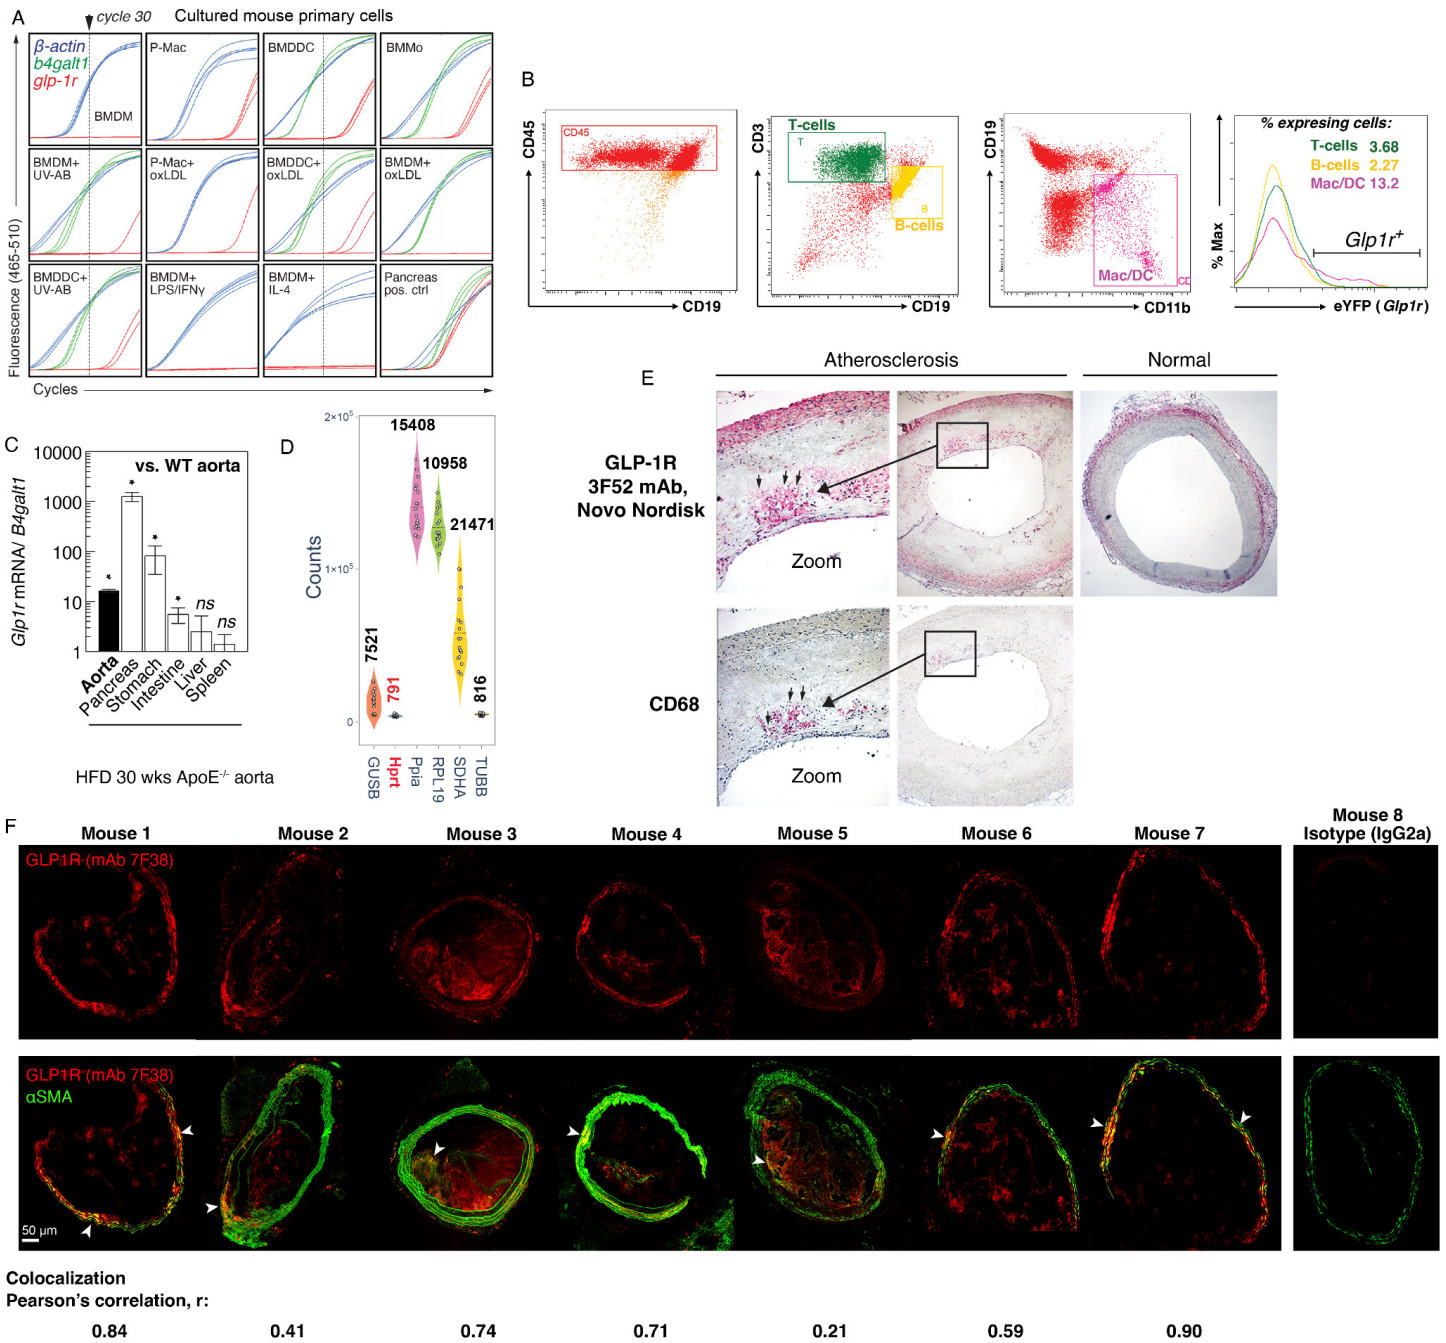 A
cycle 30
Cultured mouse primary cells
Fluorescence (465-510)
β-actin
b4galt1
glp-1r
BMDM
P-Mac
BMDDC
BMMo
BMDM+
UV-AB
P-Mac+
oxLDL
BMDDC+
oxLDL
BMDM+
oxLDL
BMDDC+
UV-AB
BMDM+
LPS/IFNγ
BMDM+
IL-4
Pancreas
pos. ctrl
Cycles
B
CD45
CD45
CD19
CD3
T-cells
T
B
B-cells
CD19
CD19
Mac/DC
CD
CD11b
% Max
% expresing cells:
T-cells 3.68
B-cells 2.27
Mac/DC 13.2
Glp1r+
eYFP (Glp1r)
C
Glp1r mRNA/ B4galt1
10000
1000
100
10
1
vs. WT aorta
*
*
*
*
ns
ns
Aorta
Pancreas
Stomach
Intestine
Liver
Spleen
HFD 30 wks ApoE-/- aorta
D
Counts
2×10⁵
1×10⁵
0
7521
791
15408
10958
21471
816
GUSB
Hprt
Ppia
RPL19
SDHA
TUBB
E
Atherosclerosis
Normal
GLP-1R
3F52 mAb,
Novo Nordisk
Zoom
CD68
Zoom
F
Mouse 1
Mouse 2
Mouse 3
Mouse 4
Mouse 5
Mouse 6
Mouse 7
Mouse 8
Isotype (IgG2a)
GLP1R (mAb 7F38)
GLP1R (mAb 7F38)
αSMA
50 µm
Colocalization
Pearson's correlation, r:
0.84
0.41
0.74
0.71
0.21
0.59
0.90